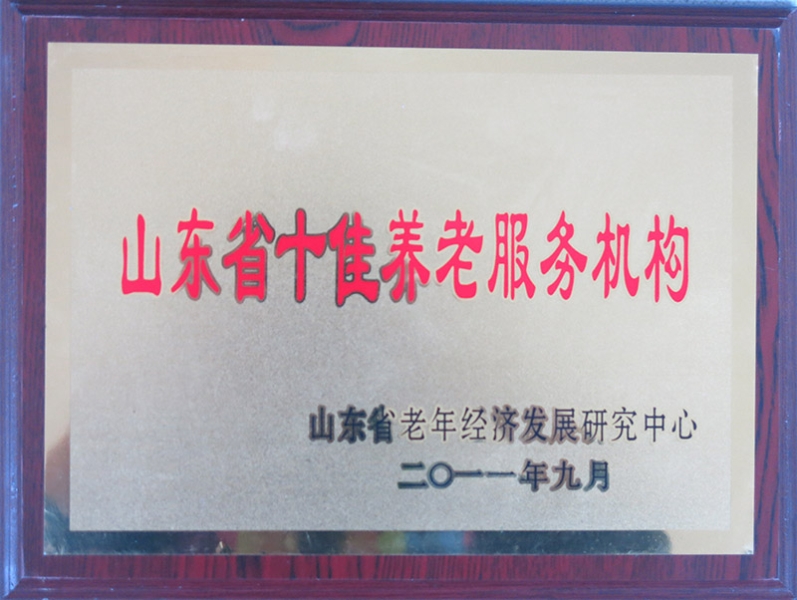 山东省十佳养老服务机构
山东省老年经济发展研究中心
二〇一一年九月